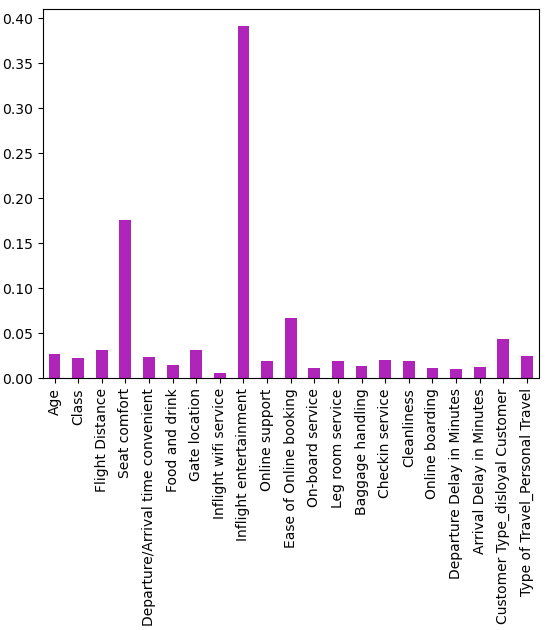 0.40
0.35
0.30
0.25
0.20
0.15
0.10
0.05
0.00
Age
Class
Flight Distance
Seat comfort
Departure/Arrival time convenient
Food and drink
Gate location
Inflight wifi service
Inflight entertainment
Online support
Ease of Online booking
On-board service
Leg room service
Baggage handling
Checkin service
Cleanliness
Online boarding
Departure Delay in Minutes
Arrival Delay in Minutes
Customer Type_disloyal Customer
Type of Travel_Personal Travel